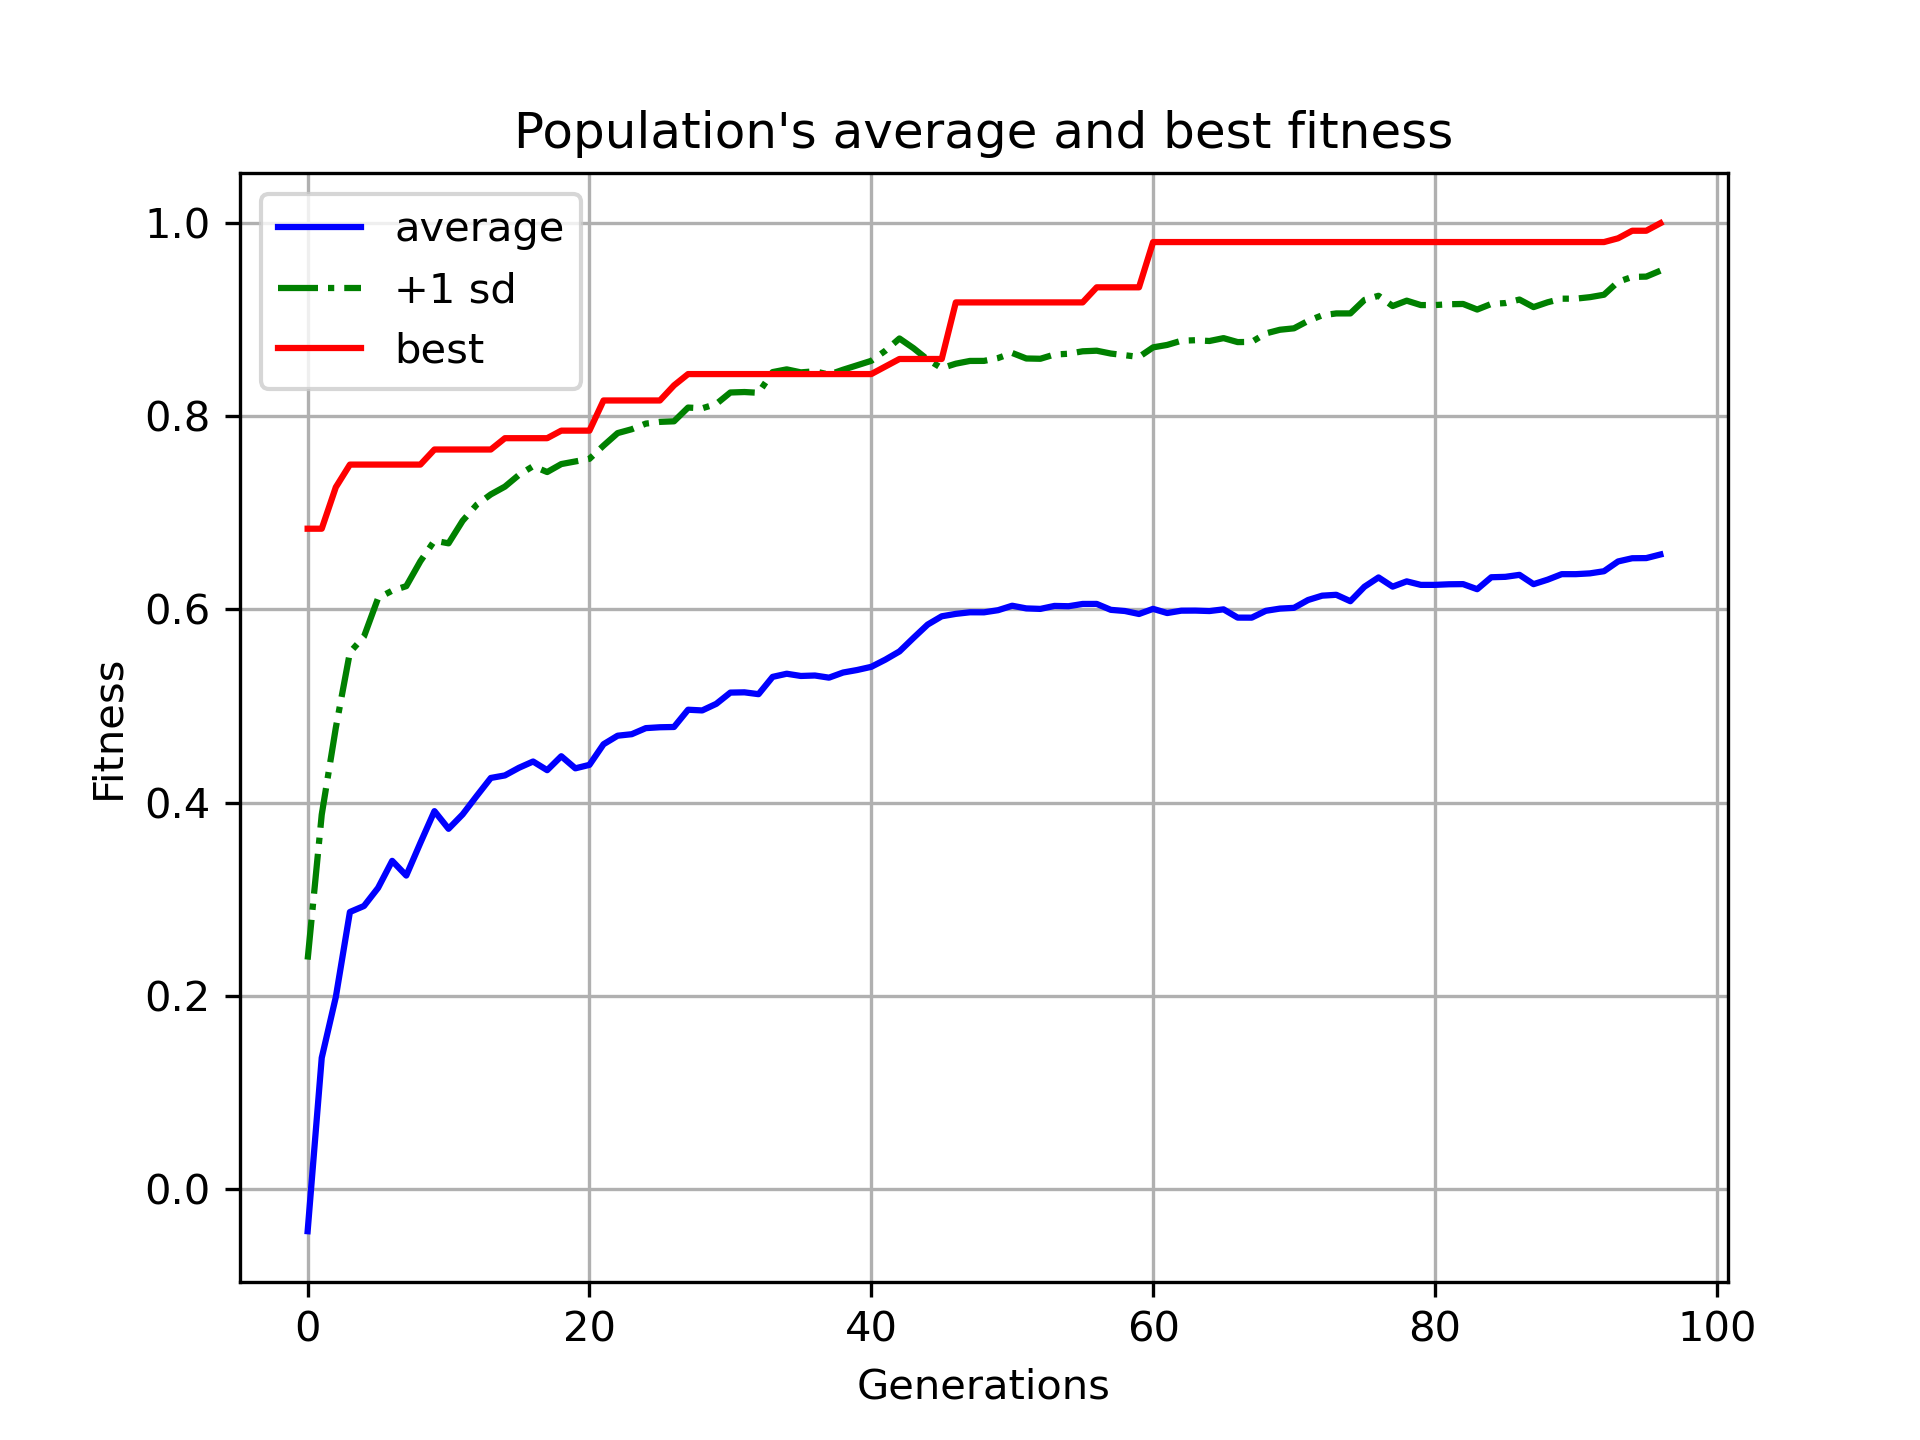 Population's average and best fitness
average
+1 sd
best
1.0
0.8
0.6
0.4
0.2
0.0
Fitness
0 20 40 60 80 100
Generations